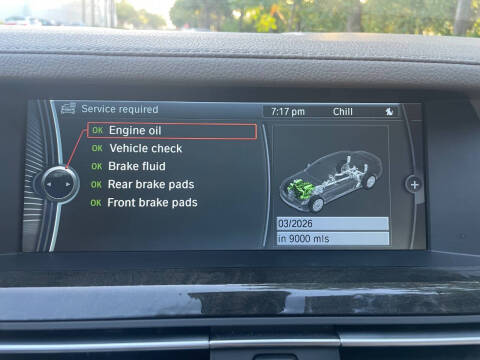 Service required
7:17 pm
Chill
OK Engine oil
OK Vehicle check
OK Brake fluid
OK Rear brake pads
OK Front brake pads
03/2026
in 9000 mls